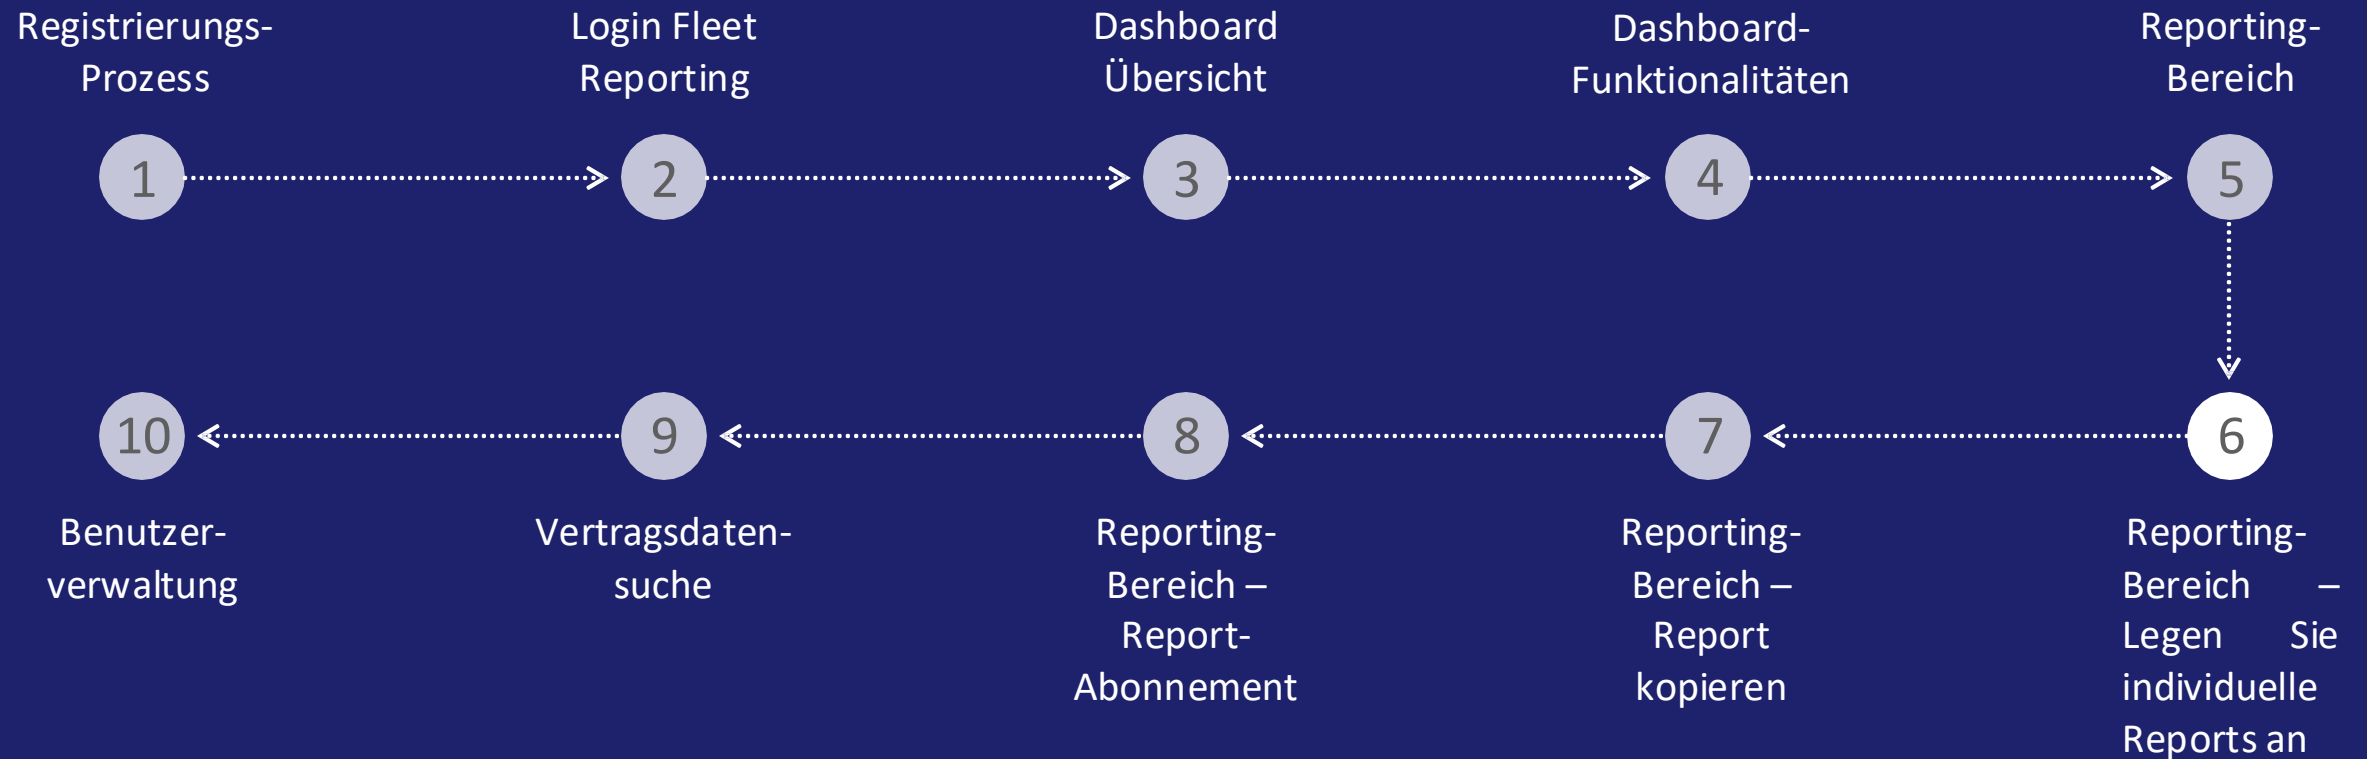 Registrierungs-
Prozess
Login Fleet
Reporting
Dashboard
Übersicht
Dashboard-
Funktionalitäten
Reporting-
Bereich
1
2
3
4
5
6
7
8
9
10
Reporting-
Bereich –
Legen Sie
individuelle
Reports an
Reporting-
Bereich –
Report
kopieren
Reporting-
Bereich –
Report-
Abonnement
Vertragsdaten-
suche
Benutzer-
verwaltung